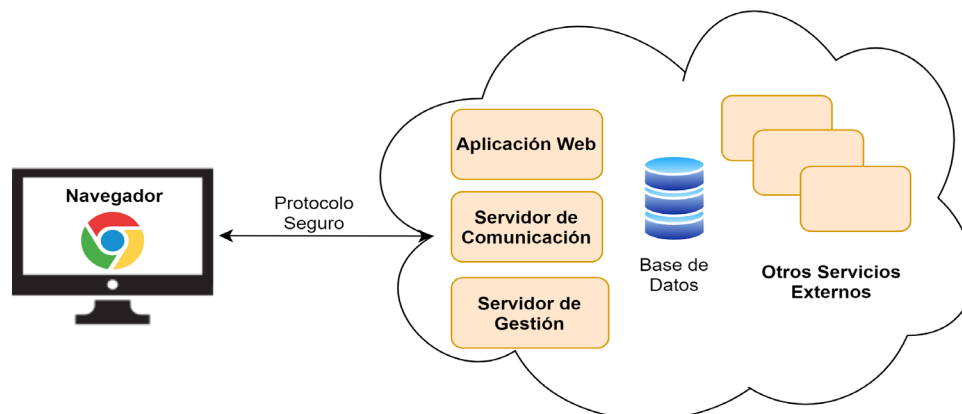 Navegador
Protocolo
Seguro
Aplicación Web
Servidor de
Comunicación
Servidor de
Gestión
Base de
Datos
Otros Servicios
Externos